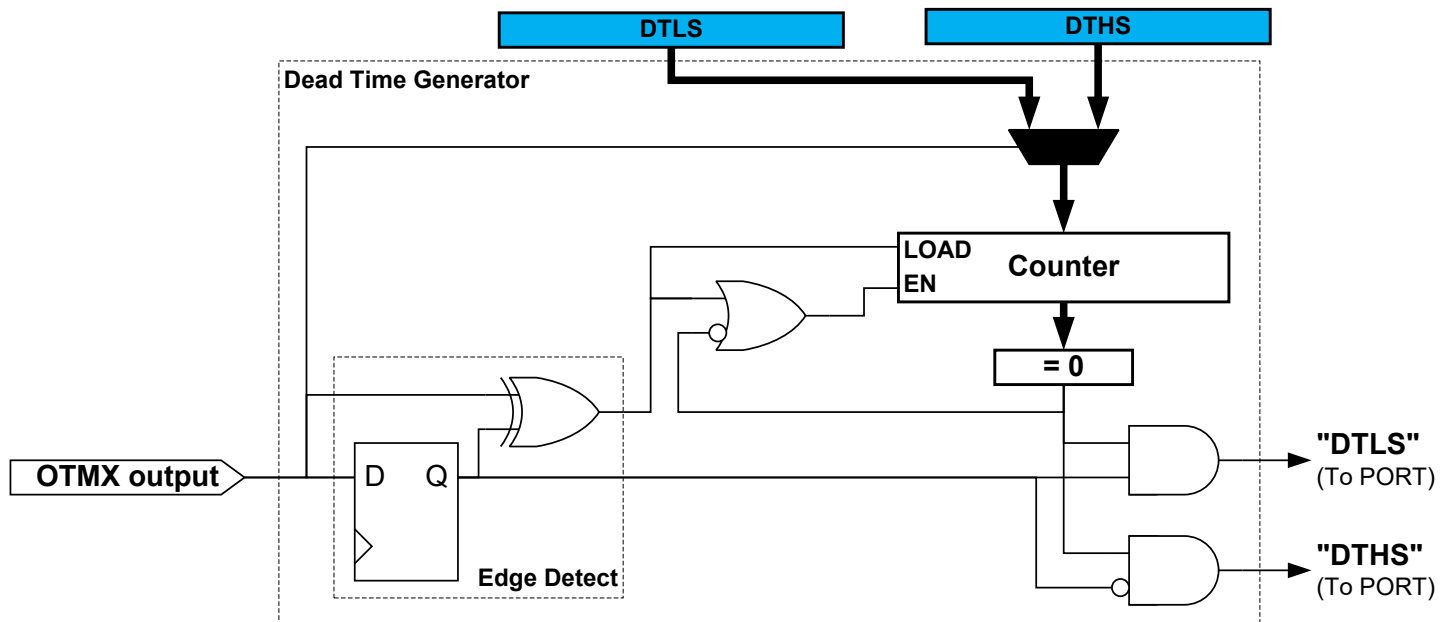 DTLS
DTHS
Dead Time Generator
LOAD
Counter
EN
= 0
OTMX output
D
Q
Edge Detect
"DTLS"
(To PORT)
"DTHS"
(To PORT)